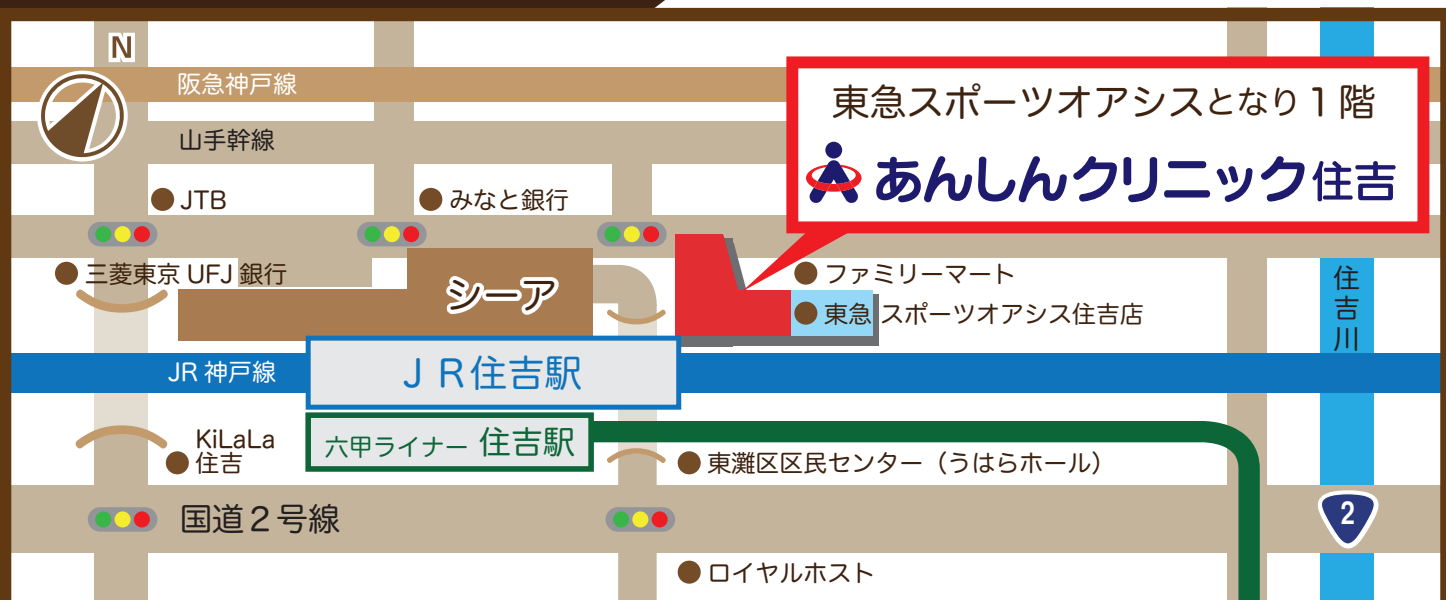 N
阪急神戸線
東急スポーツオアシスとなり1階
山手幹線
あんしんクリニック住吉
JTB
みなと銀行
三菱東京 UFJ 銀行
シーア
ファミリーマート
東急 スポーツオアシス住吉店
住吉川
JR 神戸線
JR住吉駅
六甲ライナー 住吉駅
KiLaLa
住吉
東灘区区民センター（うはらホール）
国道2号線
2
ロイヤルホスト